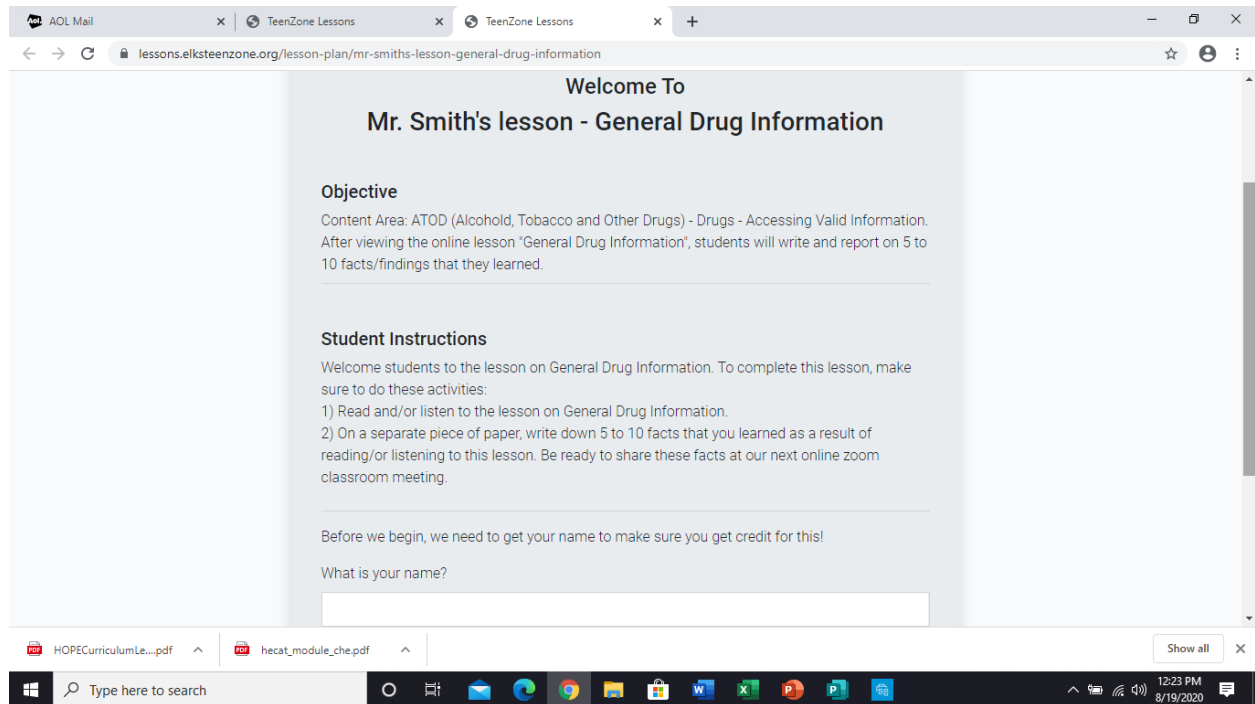 Aol. AOL Mail
TeenZone Lessons
TeenZone Lessons
lessons.elksteenzone.org/lesson-plan/mr-smiths-lesson-general-drug-information
Welcome To
Mr. Smith's lesson - General Drug Information
Objective
Content Area: ATOD (Alcohold, Tobacco and Other Drugs) - Drugs - Accessing Valid Information.
After viewing the online lesson "General Drug Information", students will write and report on 5 to
10 facts/findings that they learned.
Student Instructions
Welcome students to the lesson on General Drug Information. To complete this lesson, make
sure to do these activities:
1) Read and/or listen to the lesson on General Drug Information.
2) On a separate piece of paper, write down 5 to 10 facts that you learned as a result of
reading/or listening to this lesson. Be ready to share these facts at our next online zoom
classroom meeting.
Before we begin, we need to get your name to make sure you get credit for this!
What is your name?
PDF HOPECurriculumLe....pdf
PDF hecat_module_che.pdf
Show all
Type here to search
W
X
P
P
12:23 PM
8/19/2020